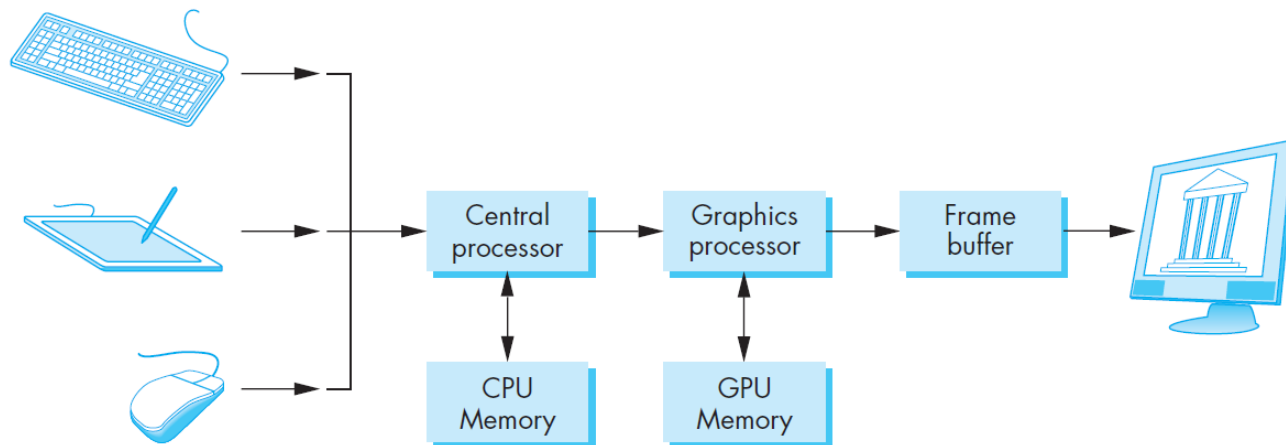 Central
processor
Graphics
processor
Frame
buffer
CPU
Memory
GPU
Memory